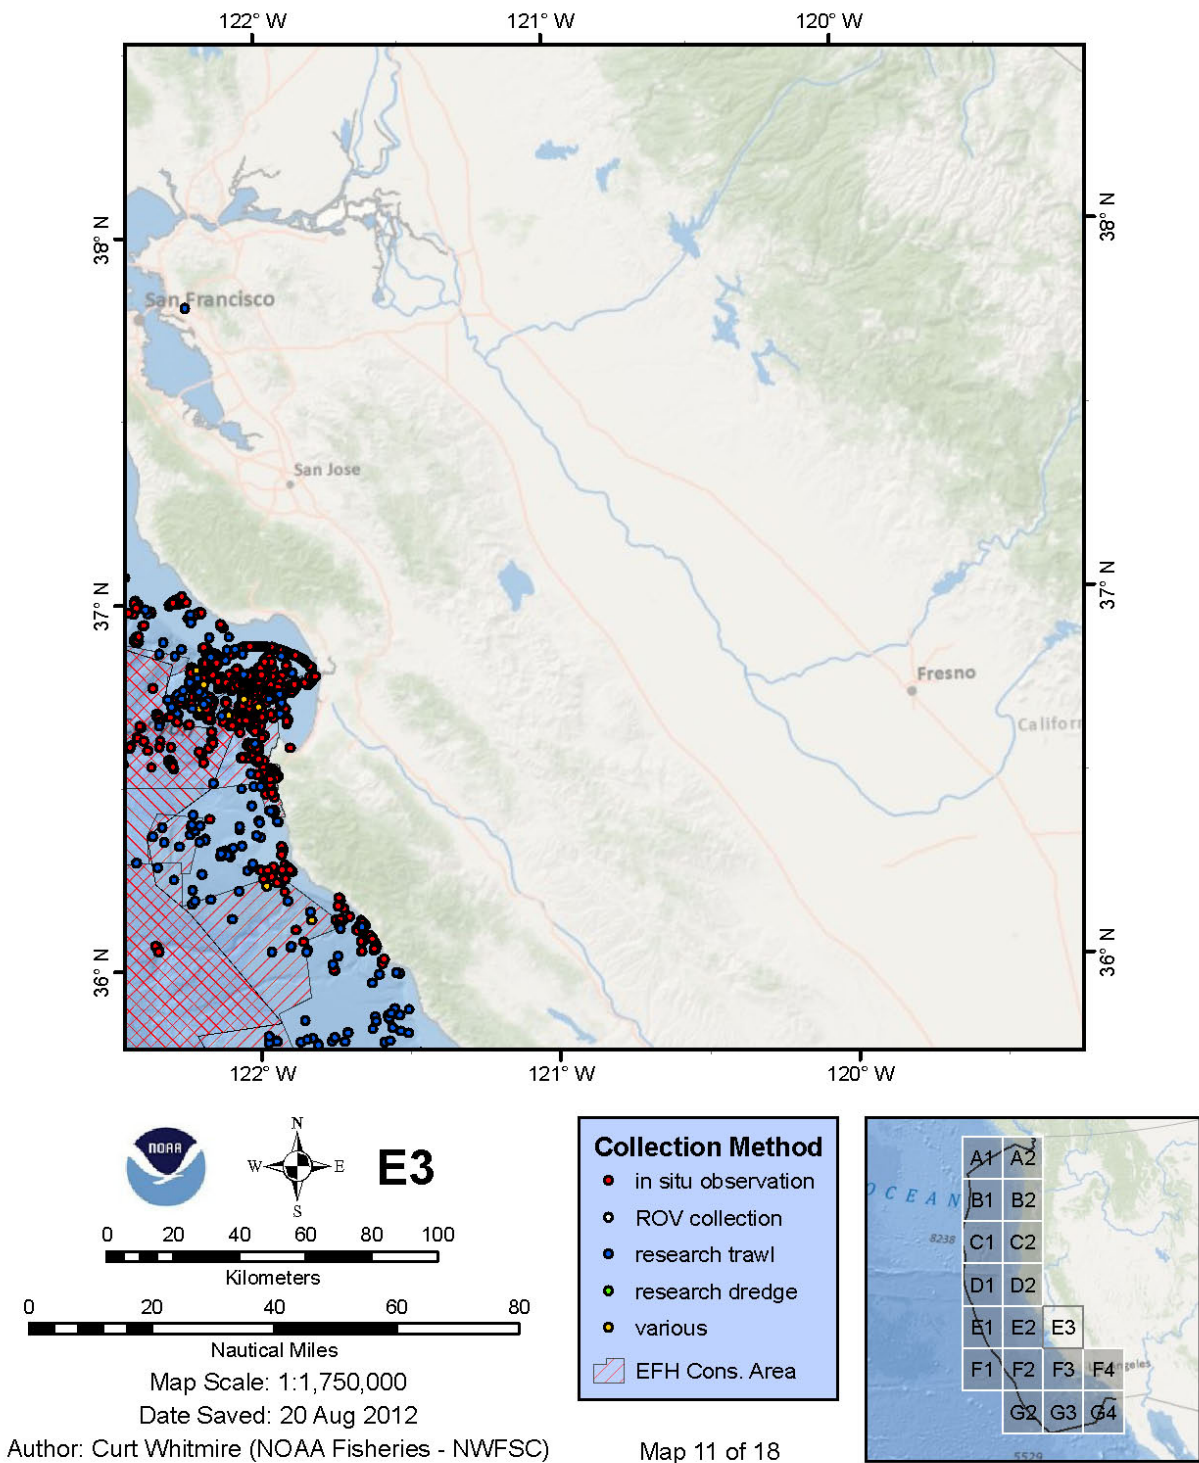 122° W 121° W 120° W
38° N 38° N
San Francisco
San Jose
37° N 37° N
Fresno
Californ
36° N 36° N
122° W 121° W 120° W
NOAA
N
W E
S
E3
0 20 40 60 80 100
Kilometers
0 20 40 60 80
Nautical Miles
Map Scale: 1:1,750,000
Date Saved: 20 Aug 2012
Author: Curt Whitmire (NOAA Fisheries - NWFSC)
Collection Method
in situ observation
ROV collection
research trawl
research dredge
various
EFH Cons. Area
Map 11 of 18
A1 A2
OCEAN
B1 B2
8238
C1 C2
D1 D2
E1 E2 E3
F1 F2 F3 F4
G2 G3 G4
5529